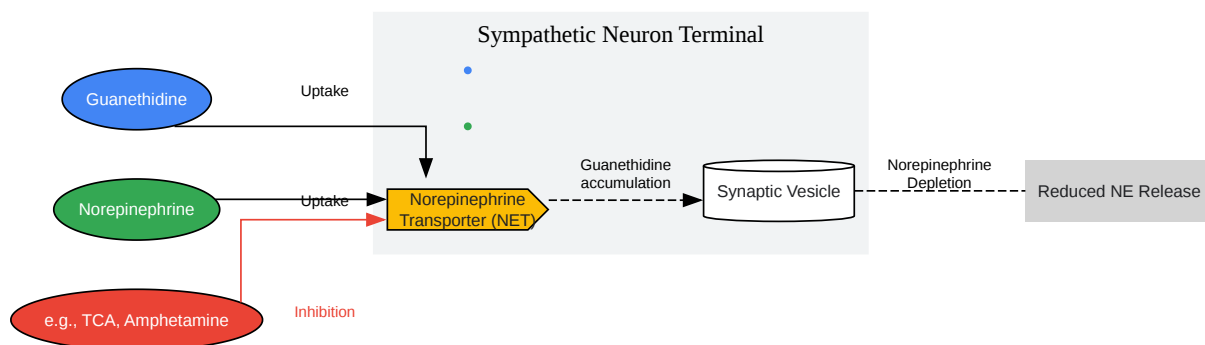 Sympathetic Neuron Terminal
Guanethidine
Uptake
Norepinephrine
Uptake
Norepinephrine
Transporter (NET)
Guanethidine
accumulation
Synaptic Vesicle
Norepinephrine
Depletion
Reduced NE Release
e.g., TCA, Amphetamine
Inhibition